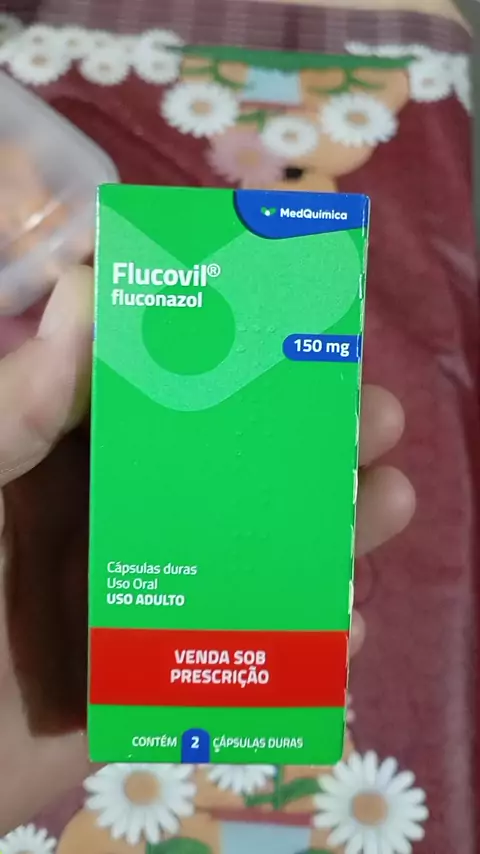 MedQuímica
Flucovil®
fluconazol
150 mg
Cápsulas duras
Uso Oral
USO ADULTO
VENDA SOB
PRESCRIÇÃO
CONTÉM 2 CÁPSULAS DURAS